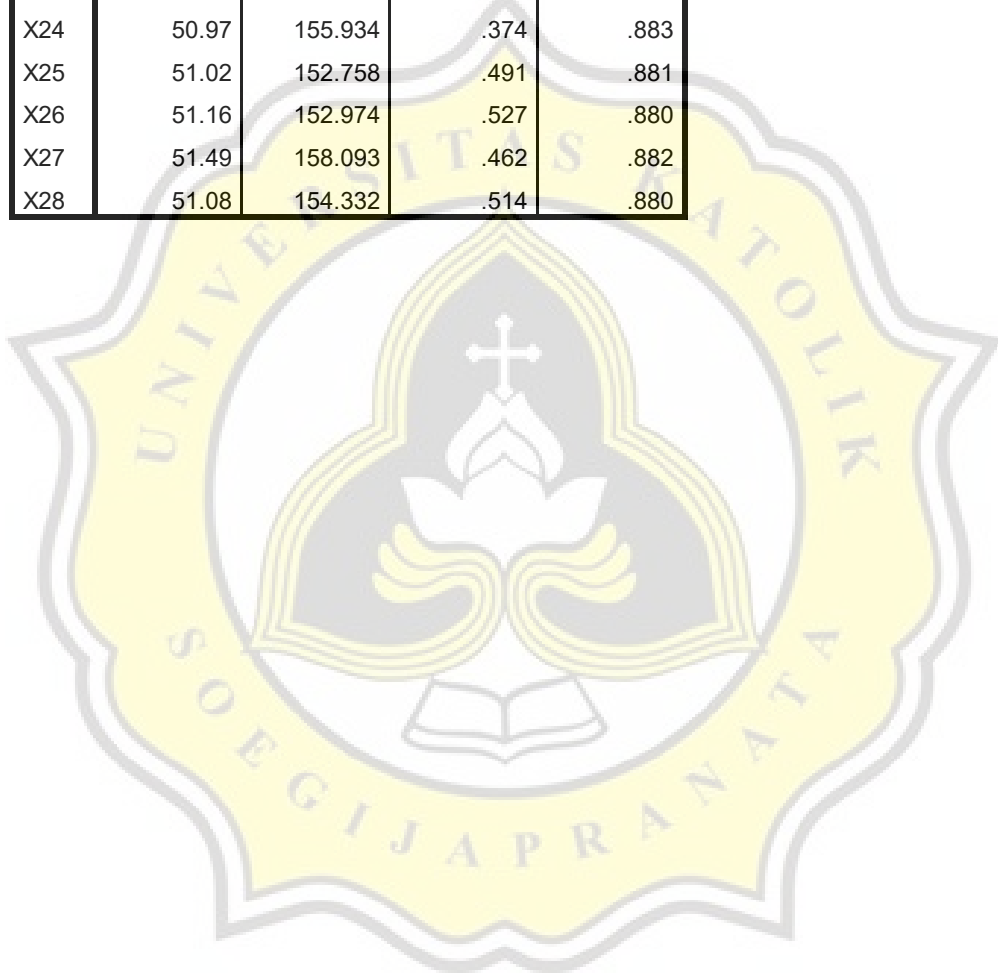 X24 50.97 155.934 .374 .883
X25 51.02 152.758 .491 .881
X26 51.16 152.974 .527 .880
X27 51.49 158.093 .462 .882
X28 51.08 154.332 .514 .880
UNIVERSITAS KATOLIK
SOEGIJAPRANATA